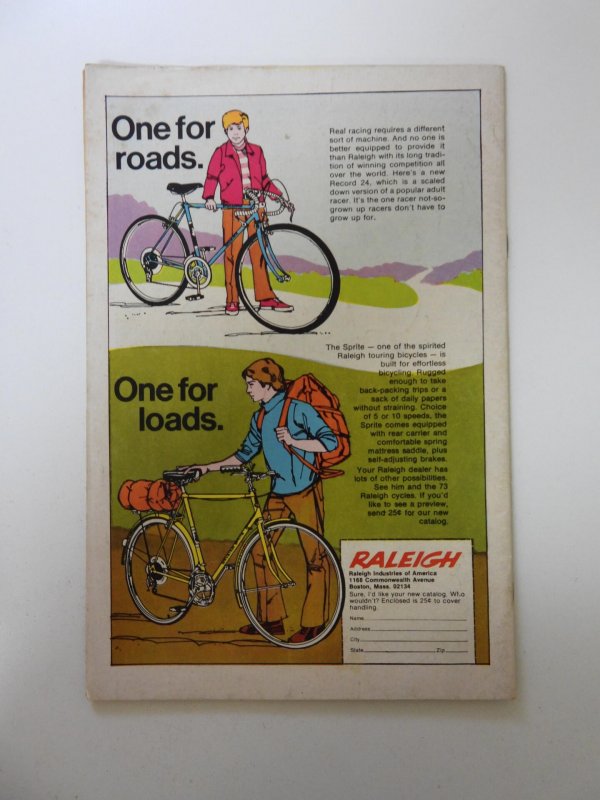 One for
roads.
Real racing requires a different
sort of machine. And no one is
better equipped to provide it
than Raleigh with its long tradi-
tion of winning competition all
over the world. Here's a new
Record 24, which is a scaled
down version of a popular adult
racer. It's the one racer not-so-
grown up racers don't have to
grow up for.
The Sprite — one of the spirited
Raleigh touring bicycles — is
built for effortless
bicycling. Rugged
enough to take
back-packing trips or a
sack of daily papers
without straining. Choice
of 5 or 10 speeds, the
Sprite comes equipped
with rear carrier and
comfortable spring
mattress saddle, plus
self-adjusting brakes.
Your Raleigh dealer has
lots of other possibilities.
See him and the 73
Raleigh cycles. If you'd
like to see a preview,
send 25¢ for our new
catalog.
One for
loads.
RALEIGH
Raleigh Industries of America
1168 Commonwealth Avenue
Boston, Mass. 02134
Sure, I'd like your new catalog. Who
wouldn't? Enclosed is 25¢ to cover
handling.
Name
Address
City
State Zip